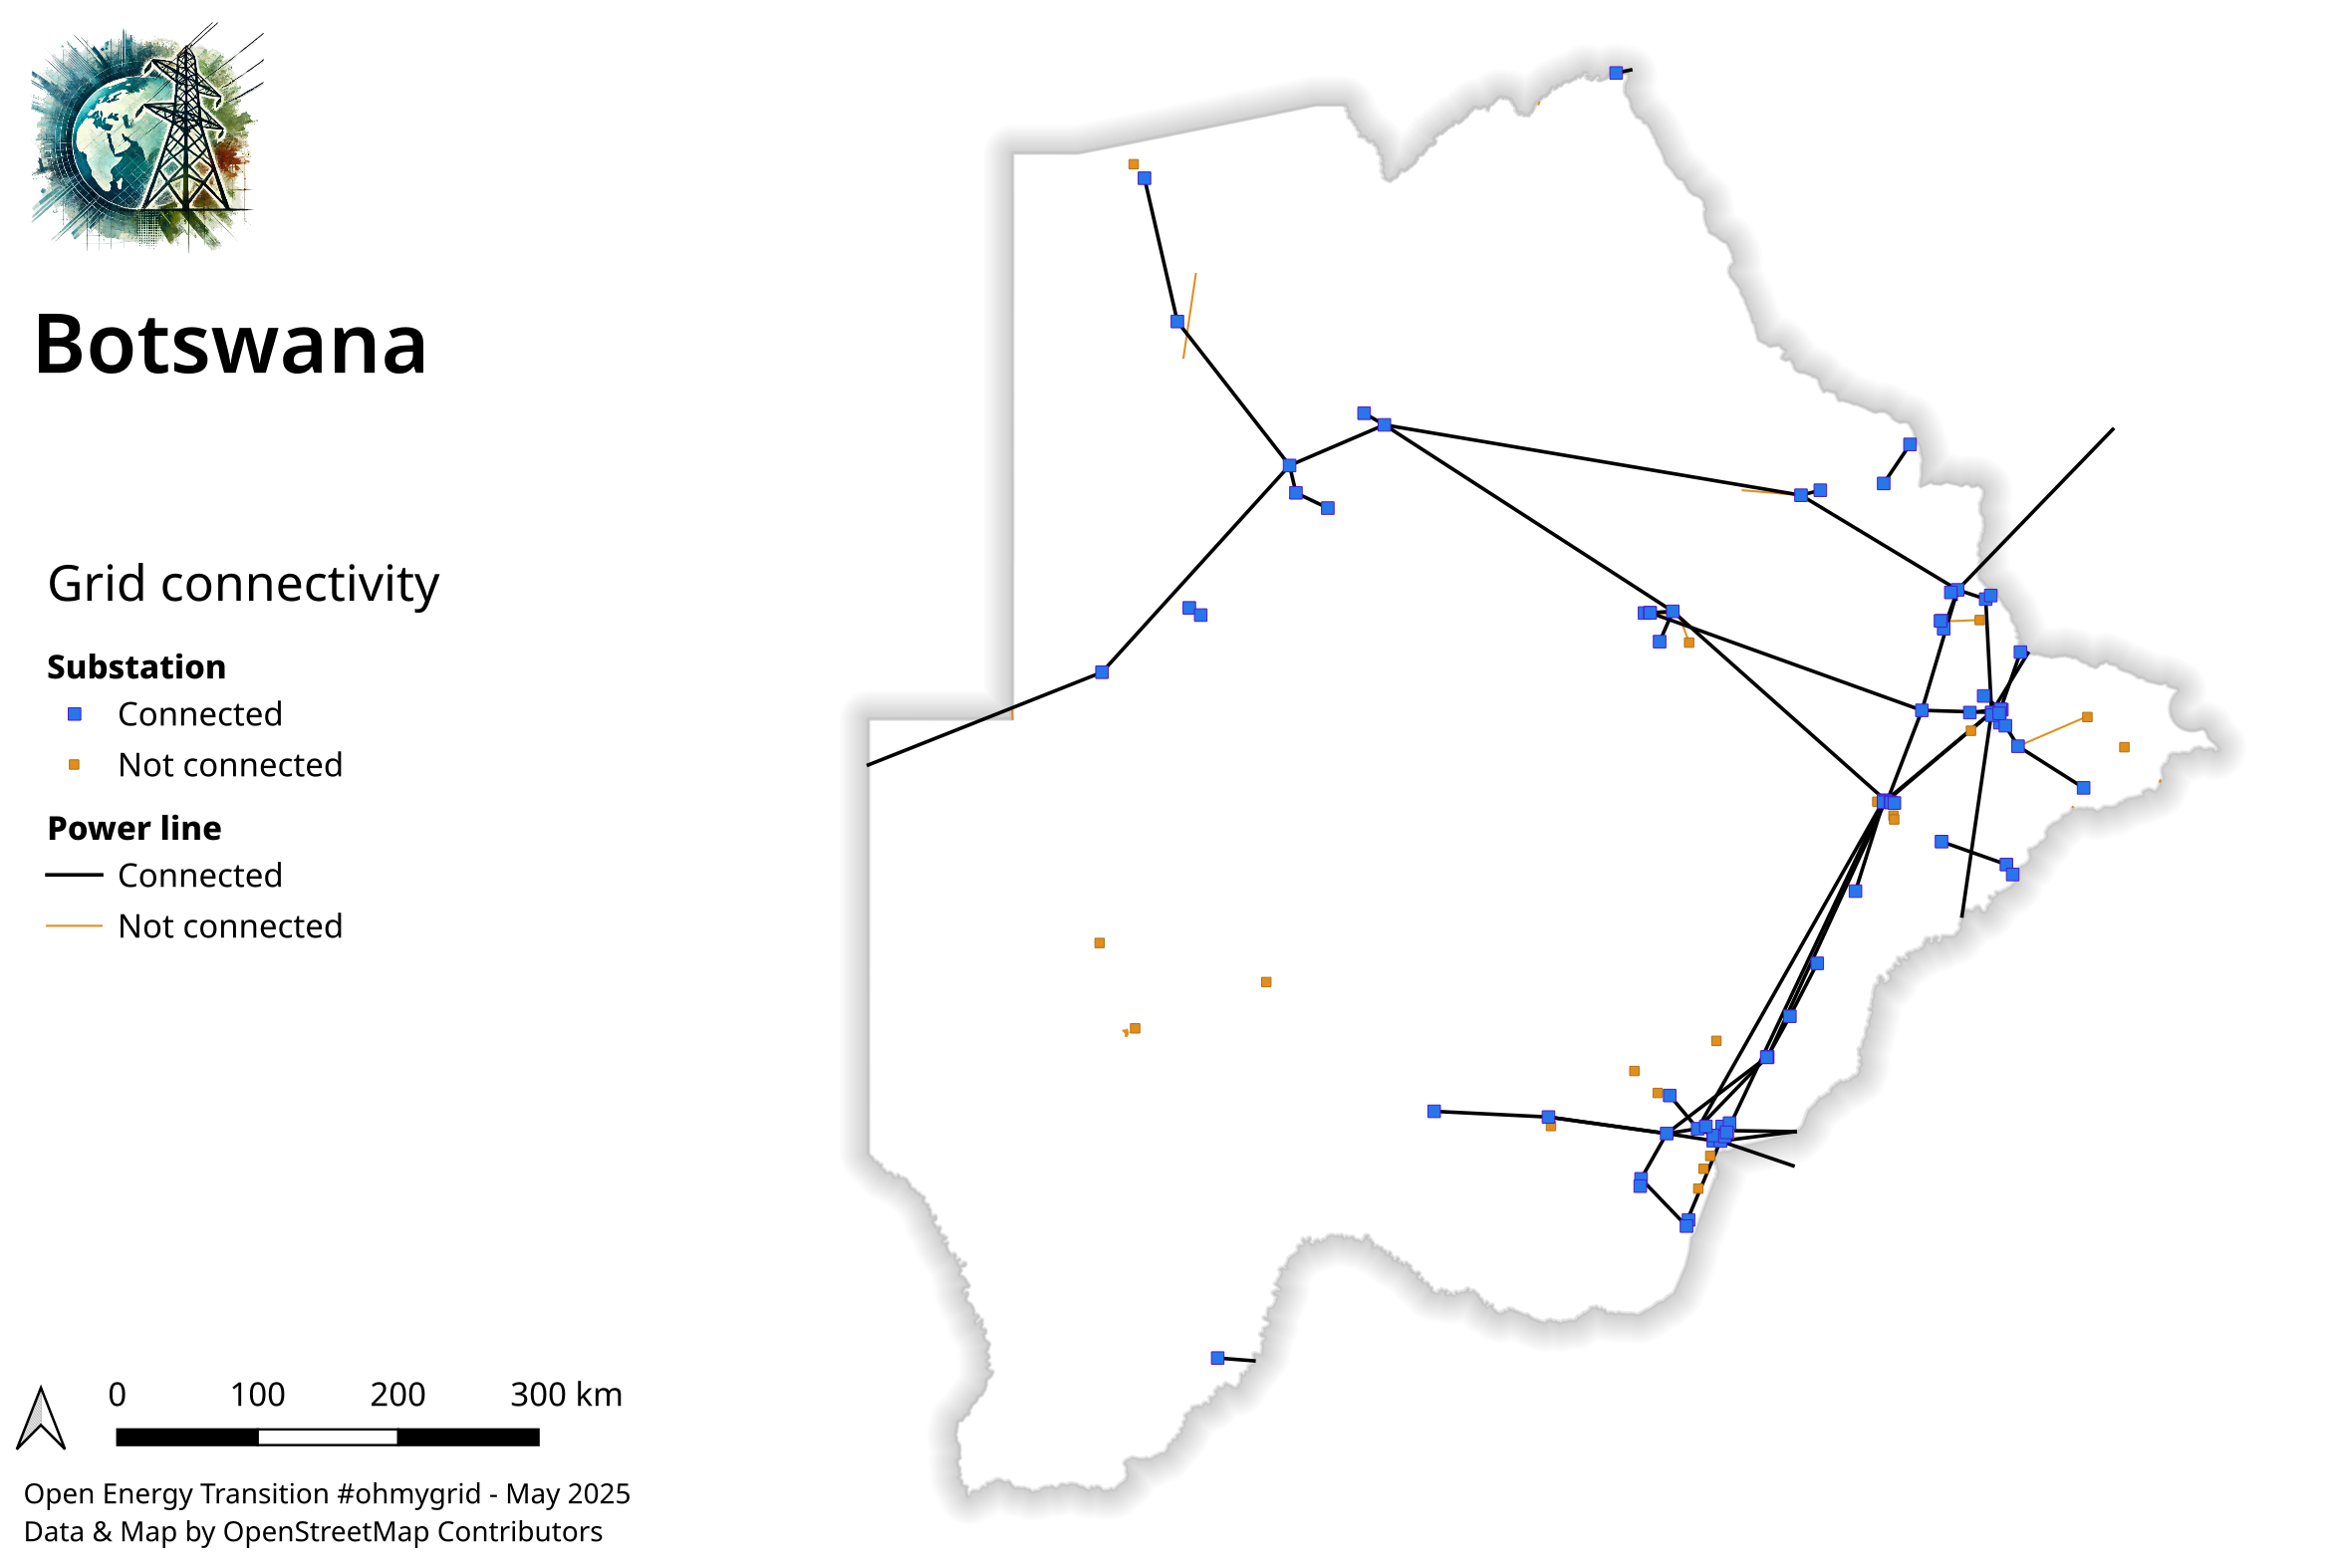 Botswana
Grid connectivity
Substation
Connected
Not connected
Power line
Connected
Not connected
0 100 200 300 km
Open Energy Transition #ohmygrid - May 2025
Data & Map by OpenStreetMap Contributors